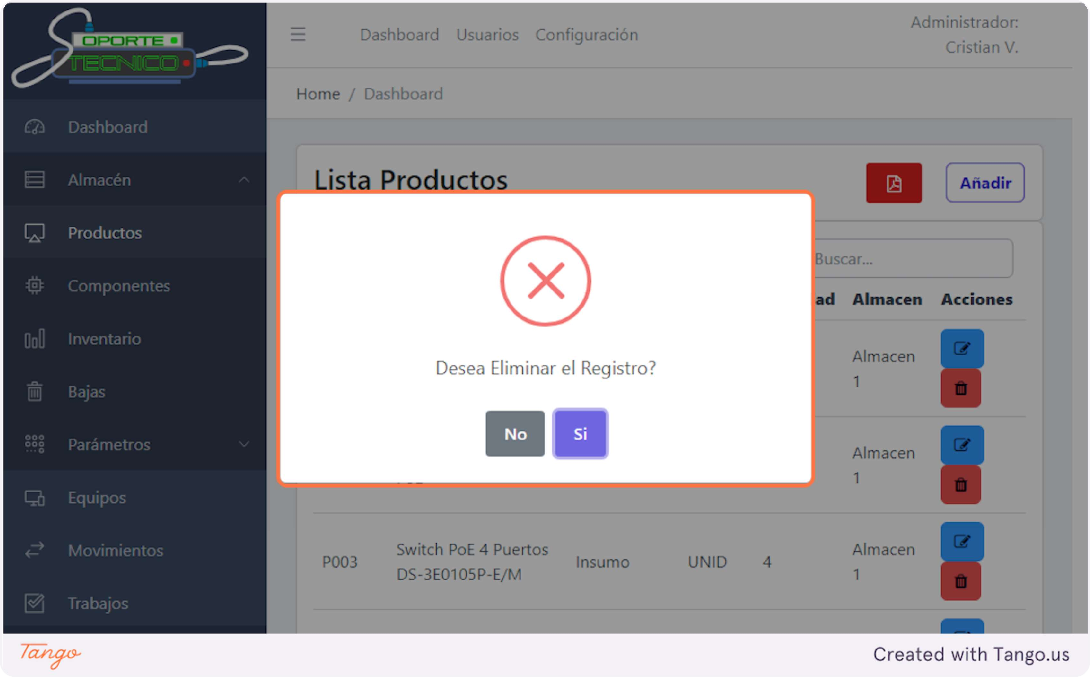 SOPORTE
TECNICO
Dashboard
Almacén
Productos
Componentes
Inventario
Bajas
Parámetros
Equipos
Movimientos
Trabajos
Dashboard Usuarios Configuración
Administrador:
Cristian V.
Home / Dashboard
Lista Productos
Añadir
Buscar...
ad Almacen Acciones
Almacen
1
Desea Eliminar el Registro?
No Si
Almacen
1
P003
Switch PoE 4 Puertos
DS-3E0105P-E/M
Insumo UNID 4
Almacen
1
Tango
Created with Tango.us